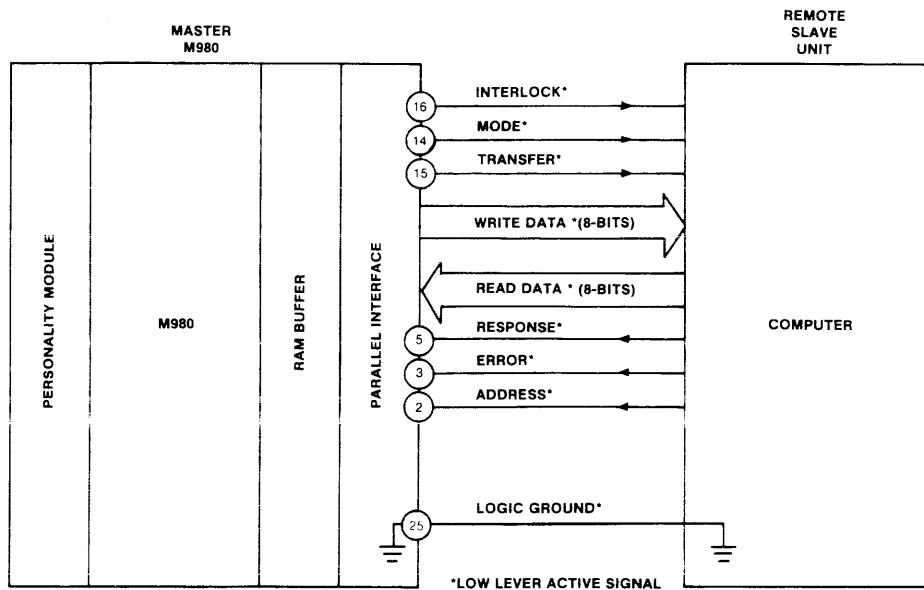 MASTER
M980
REMOTE
SLAVE
UNIT
PERSONALITY MODULE
M980
RAM BUFFER
PARALLEL INTERFACE
16
INTERLOCK*
14
MODE*
15
TRANSFER*
WRITE DATA *(8-BITS)
READ DATA * (8-BITS)
5
RESPONSE*
3
ERROR*
2
ADDRESS*
COMPUTER
25
LOGIC GROUND*
*LOW LEVER ACTIVE SIGNAL